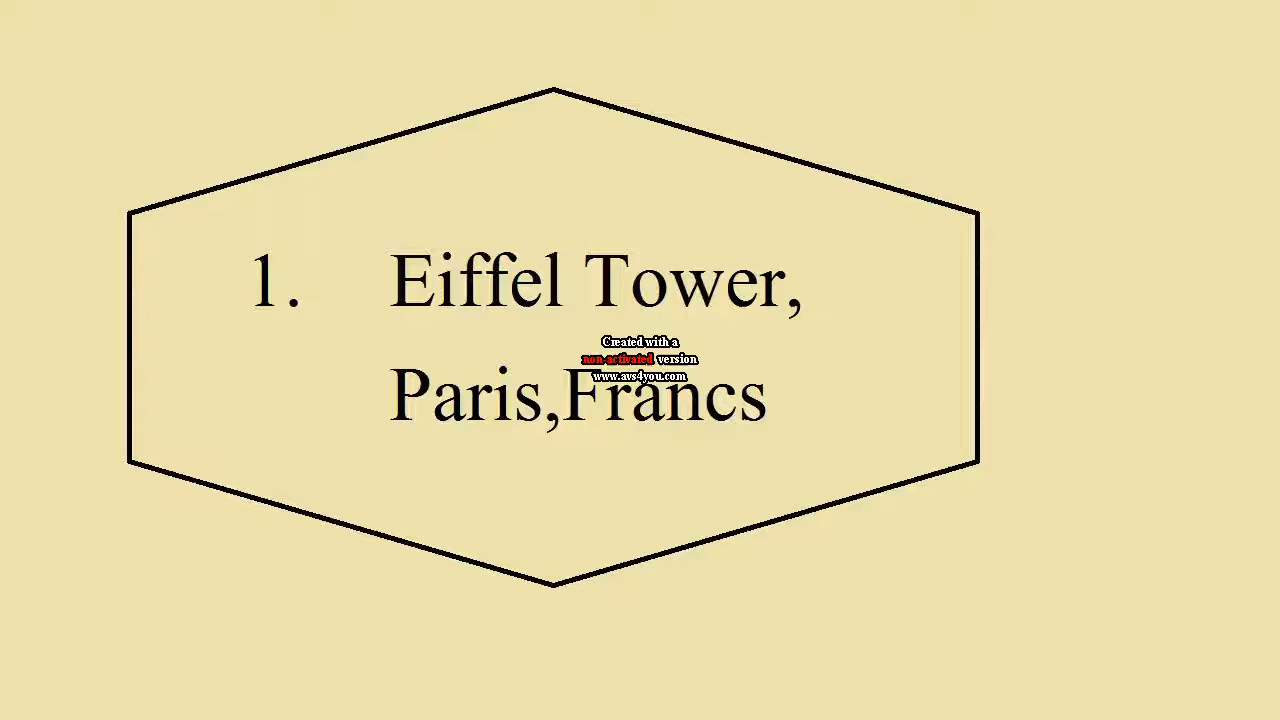 1. Eiffel Tower,
Created with a
non-activated version
www.avs4you.com
Paris,Francs